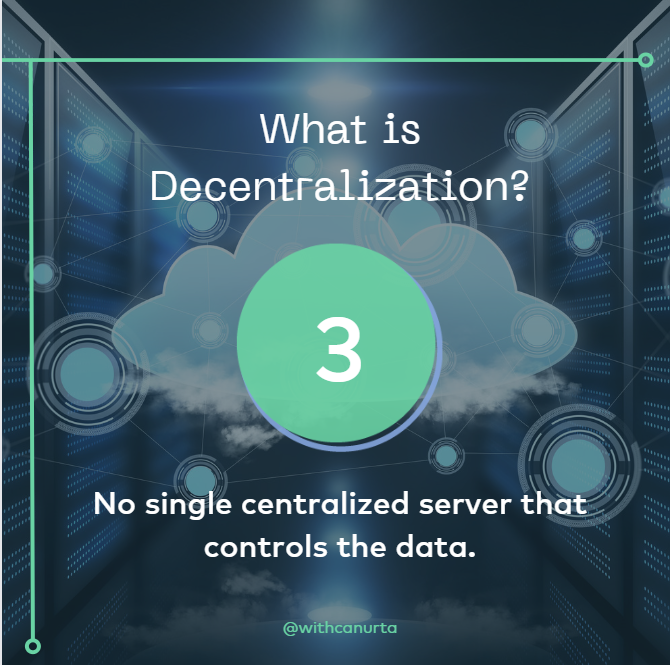 What is
Decentralization?
3
No single centralized server that
controls the data.
@withcanurta